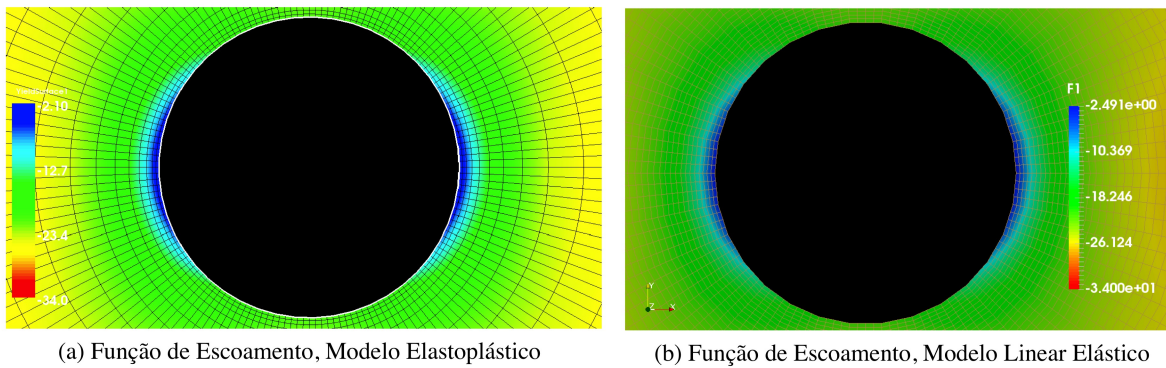 -2.10
-12.7
-23.4
-34.0
F1
-2.491e+00
-10.369
-18.246
-26.124
-3.400e+01
Y
Z
X
(a) Função de Escoamento, Modelo Elastoplástico
(b) Função de Escoamento, Modelo Linear Elástico